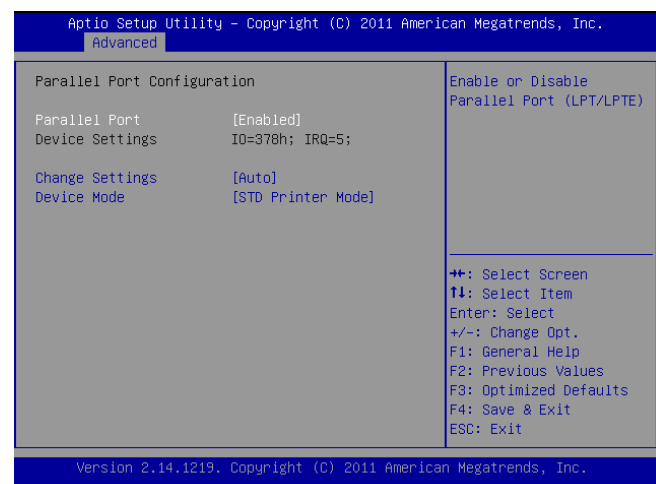 Aptio Setup Utility – Copyright (C) 2011 American Megatrends, Inc.
Advanced
Parallel Port Configuration
Parallel Port [Enabled]
Device Settings IO=378h; IRQ=5;
Change Settings [Auto]
Device Mode [STD Printer Mode]
Enable or Disable
Parallel Port (LPT/LPTE)
→←: Select Screen
↑↓: Select Item
Enter: Select
+/-: Change Opt.
F1: General Help
F2: Previous Values
F3: Optimized Defaults
F4: Save & Exit
ESC: Exit
Version 2.14.1219. Copyright (C) 2011 American Megatrends, Inc.